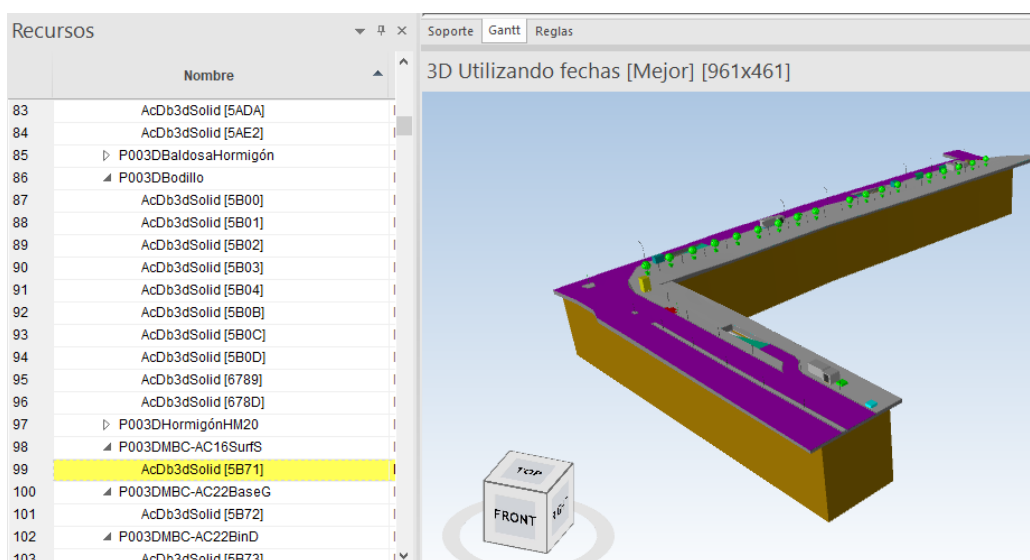 Recursos
Nombre
83 AcDb3dSolid [5ADA]
84 AcDb3dSolid [5AE2]
85 P003DBaldosaHormigón
86 P003DBodillo
87 AcDb3dSolid [5B00]
88 AcDb3dSolid [5B01]
89 AcDb3dSolid [5B02]
90 AcDb3dSolid [5B03]
91 AcDb3dSolid [5B04]
92 AcDb3dSolid [5B0B]
93 AcDb3dSolid [5B0C]
94 AcDb3dSolid [5B0D]
95 AcDb3dSolid [6789]
96 AcDb3dSolid [678D]
97 P003DHormigónHM20
98 P003DMBC-AC16SurfS
99 AcDb3dSolid [5B71]
100 P003DMBC-AC22BaseG
101 AcDb3dSolid [5B72]
102 P003DMBC-AC22BinD
103 AcDb3dSolid [5B73]
Soporte Gantt Reglas
3D Utilizando fechas [Mejor] [961x461]
TOP
FRONT